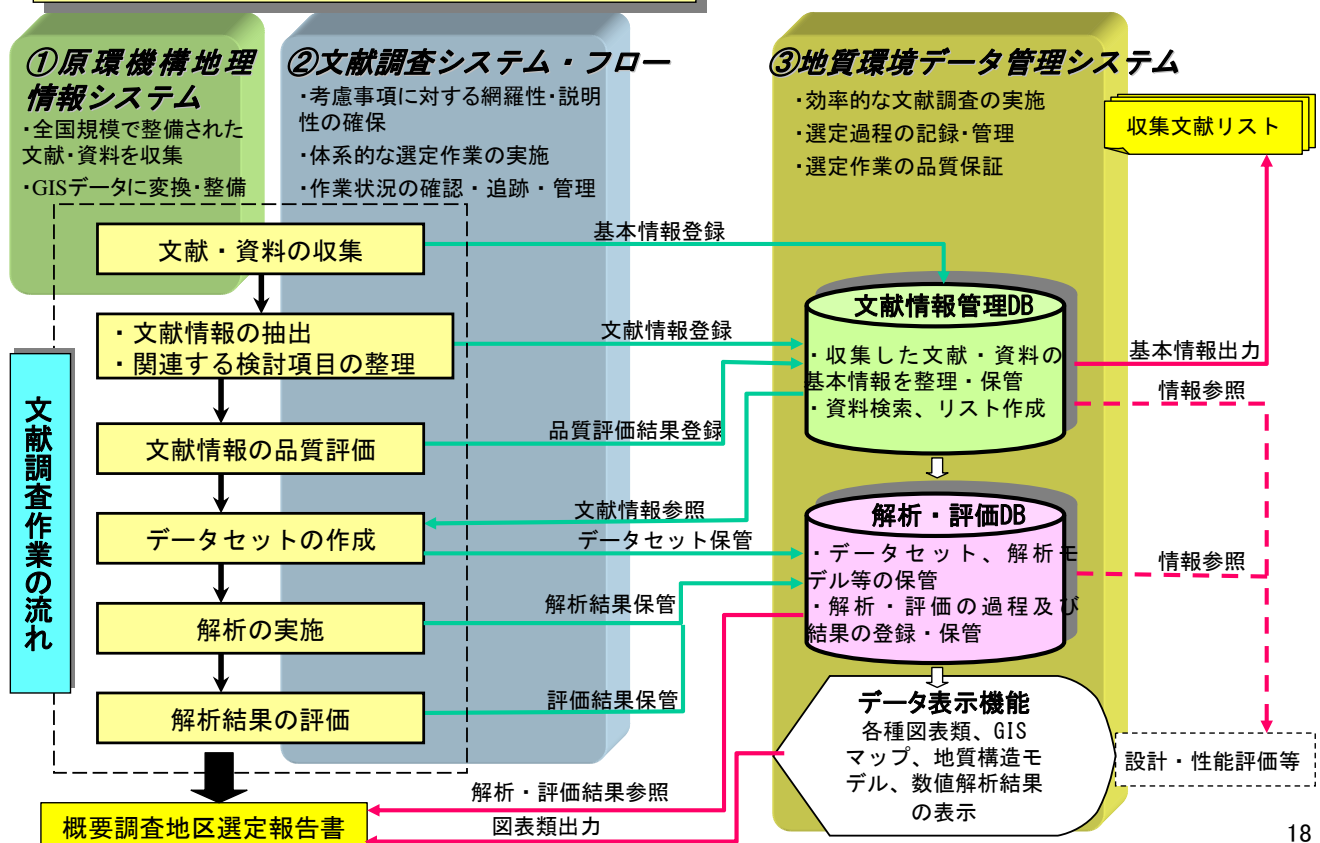 ①原環機構地理
情報システム
・全国規模で整備された
文献・資料を収集
・GISデータに変換・整備
②文献調査システム・フロー
・考慮事項に対する網羅性・説明
性の確保
・体系的な選定作業の実施
・作業状況の確認・追跡・管理
③地質環境データ管理システム
・効率的な文献調査の実施
・選定過程の記録・管理
・選定作業の品質保証
収集文献リスト
文献調査作業の流れ
文献・資料の収集
・文献情報の抽出
・関連する検討項目の整理
文献情報の品質評価
データセットの作成
解析の実施
解析結果の評価
概要調査地区選定報告書
基本情報登録
文献情報登録
品質評価結果登録
文献情報参照
データセット保管
解析結果保管
評価結果保管
解析・評価結果参照
図表類出力
文献情報管理DB
・収集した文献・資料の
基本情報を整理・保管
・資料検索、リスト作成
解析・評価DB
・データセット、解析モ
デル等の保管
・解析・評価の過程及び
結果の登録・保管
データ表示機能
各種図表類、GIS
マップ、地質構造モ
デル、数値解析結果
の表示
基本情報出力
情報参照
情報参照
設計・性能評価等
18